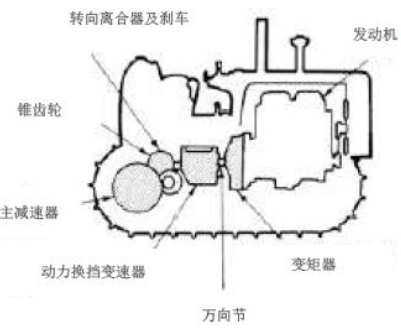 转向离合器及刹车
发动机
锥齿轮
主减速器
动力换挡变速器
变矩器
万向节